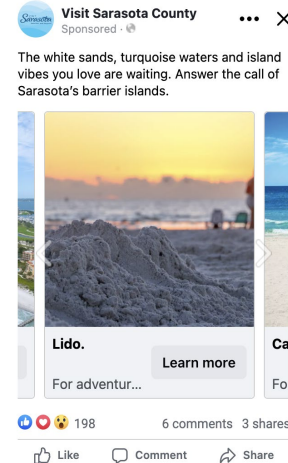 Sarasota
Visit Sarasota County
Sponsored ·
The white sands, turquoise waters and island
vibes you love are waiting. Answer the call of
Sarasota's barrier islands.
Lido.
Ca
Learn more
For adventur...
Fo
198
6 comments 3 shares
Like Comment Share